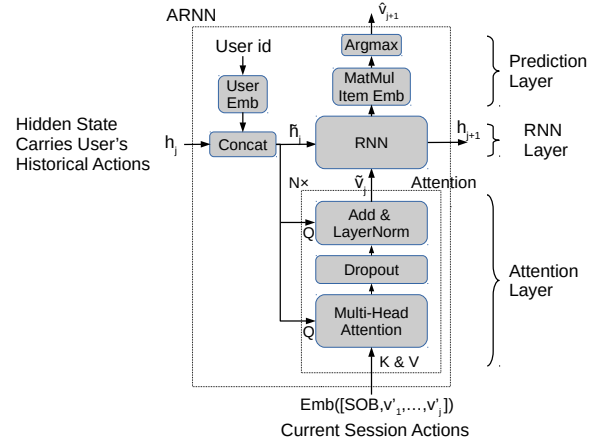 ARNN
v̂j+1
User id
Argmax
Prediction
Layer
User
Emb
MatMul
Item Emb
Hidden State
Carries User's
Historical Actions
hj
Concat
h̃j
RNN
hj+1
RNN
Layer
N×
ṽj
Attention
Q
Add &
LayerNorm
Dropout
Attention
Layer
Q
Multi-Head
Attention
K & V
Emb([SOB,v'1,...,v'j])
Current Session Actions